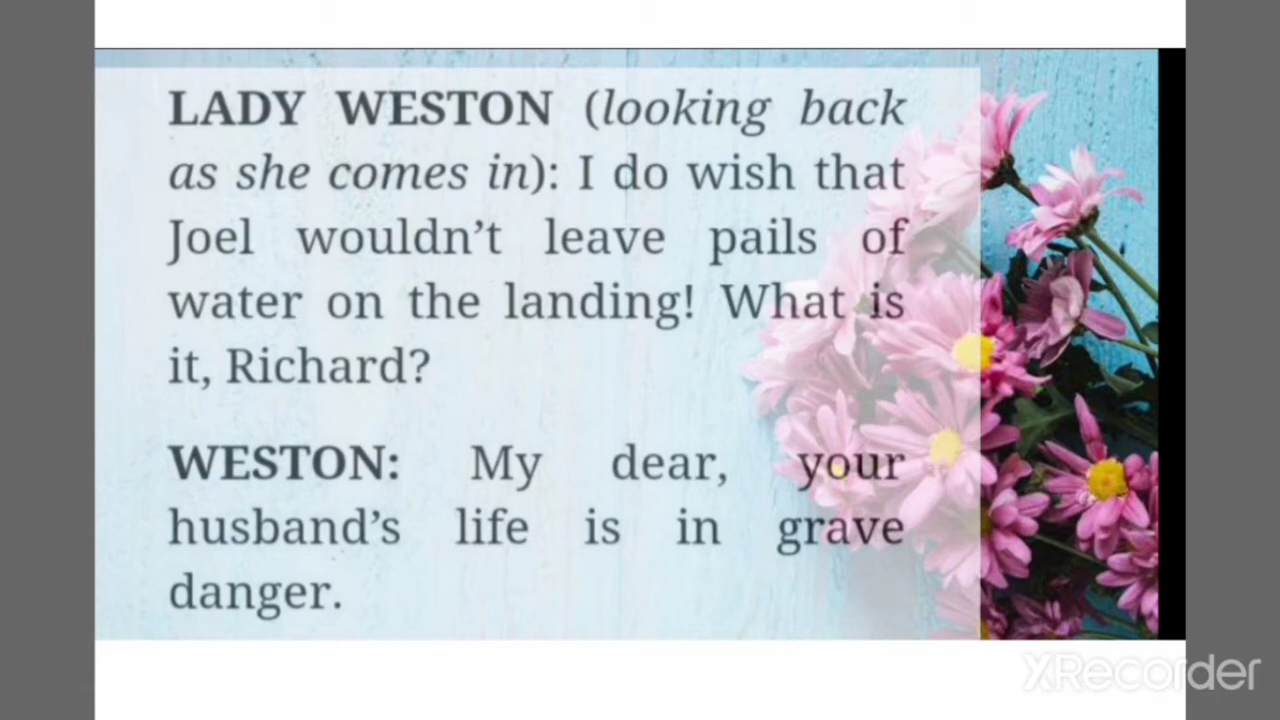 LADY WESTON (looking back
as she comes in): I do wish that
Joel wouldn’t leave pails of
water on the landing! What is
it, Richard?
WESTON: My dear, your
husband’s life is in grave
danger.
XRecorder